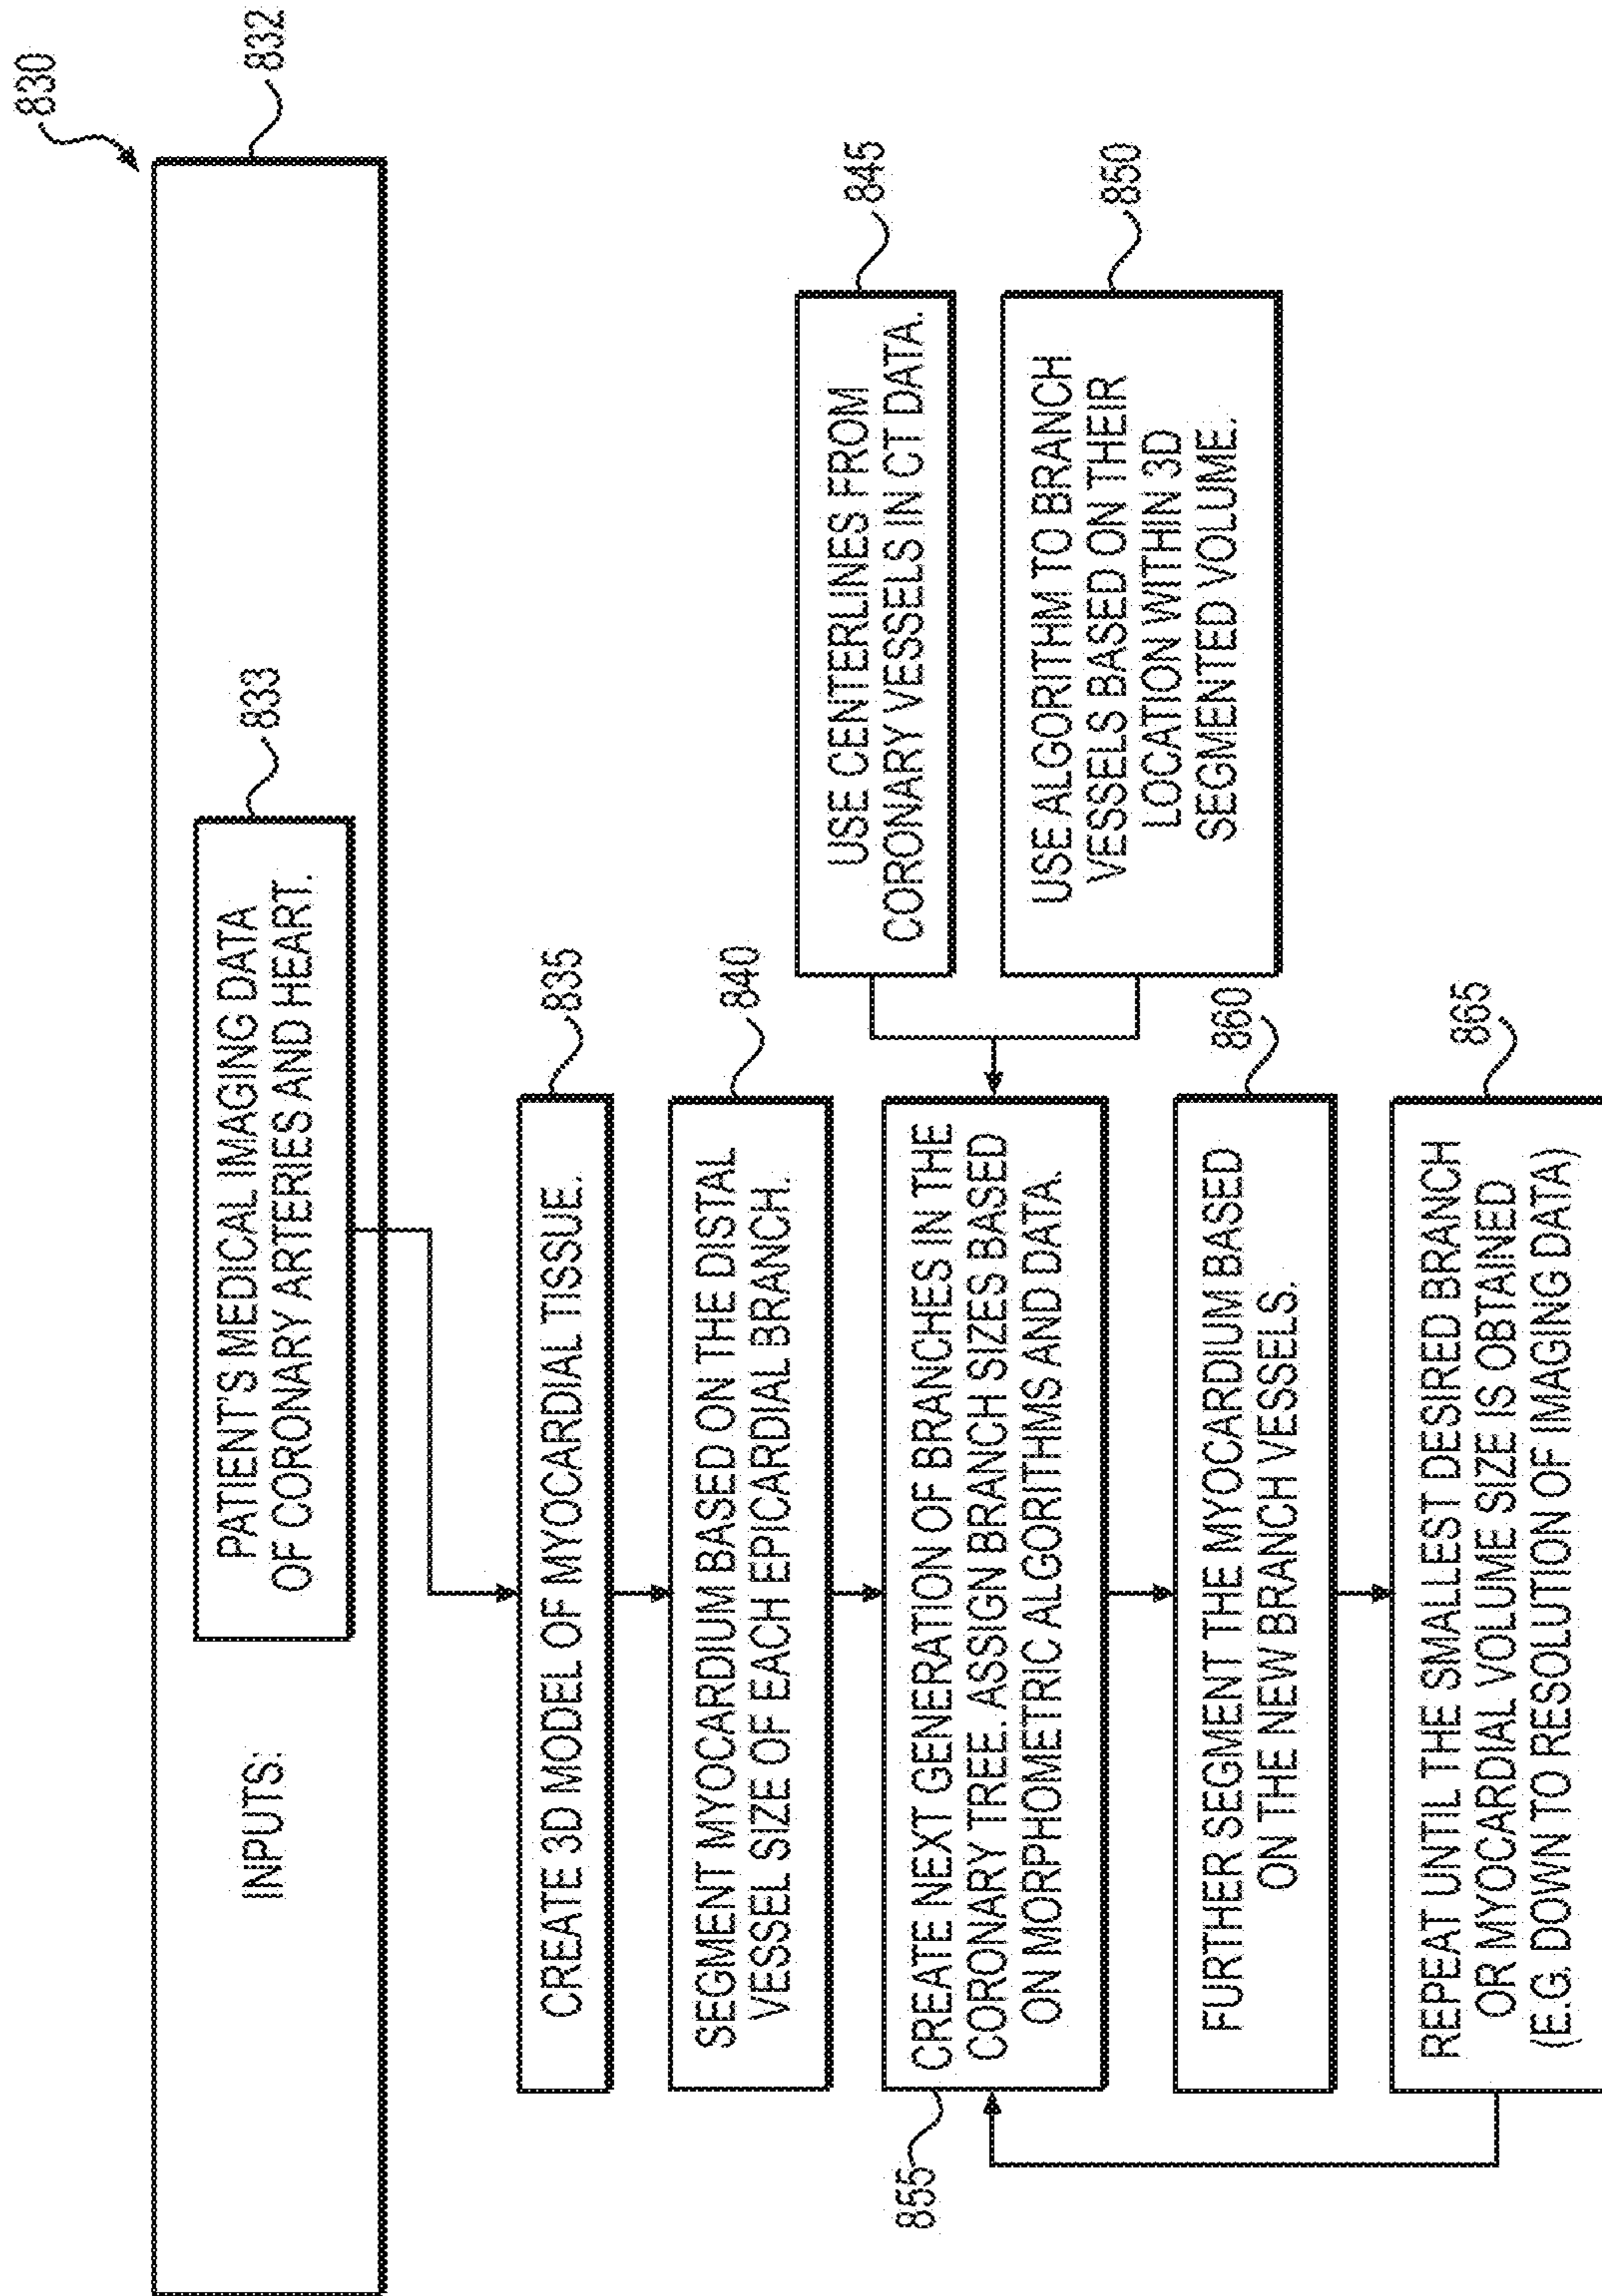 830
832
INPUTS:
833
PATIENT'S MEDICAL IMAGING DATA
OF CORONARY ARTERIES AND HEART.
835
CREATE 3D MODEL OF MYOCARDIAL TISSUE.
840
SEGMENT MYOCARDIUM BASED ON THE DISTAL
VESSEL SIZE OF EACH EPICARDIAL BRANCH.
845
USE CENTERLINES FROM
CORONARY VESSELS IN CT DATA.
850
USE ALGORITHM TO BRANCH
VESSELS BASED ON THEIR
LOCATION WITHIN 3D
SEGMENTED VOLUME.
855
CREATE NEXT GENERATION OF BRANCHES IN THE
CORONARY TREE. ASSIGN BRANCH SIZES BASED
ON MORPHOMETRIC ALGORITHMS AND DATA.
860
FURTHER SEGMENT THE MYOCARDIUM BASED
ON THE NEW BRANCH VESSELS.
865
REPEAT UNTIL THE SMALLEST DESIRED BRANCH
OR MYOCARDIAL VOLUME SIZE IS OBTAINED
(E.G. DOWN TO RESOLUTION OF IMAGING DATA)